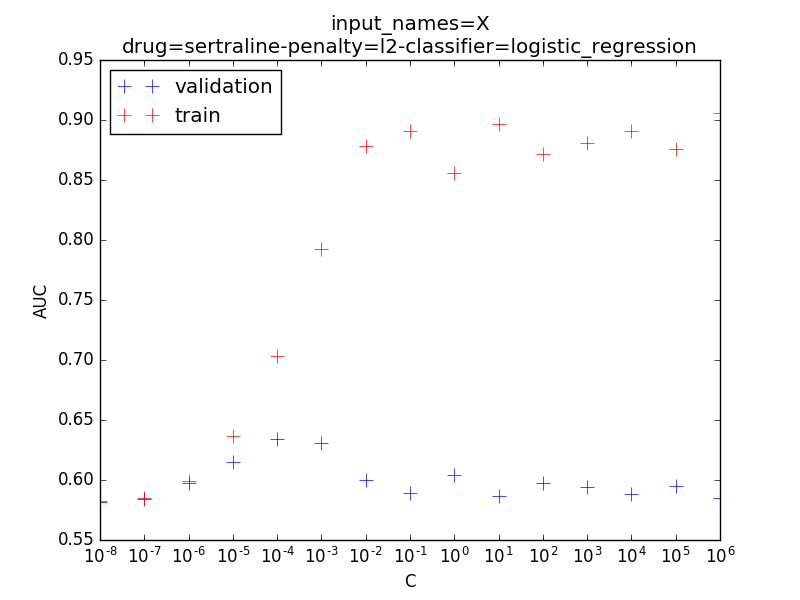 input_names=X
drug=sertraline-penalty=l2-classifier=logistic_regression
validation
train
0.95
0.90
0.85
0.80
0.75
0.70
0.65
0.60
0.55
AUC
10^-8 10^-7 10^-6 10^-5 10^-4 10^-3 10^-2 10^-1 10^0 10^1 10^2 10^3 10^4 10^5 10^6
C